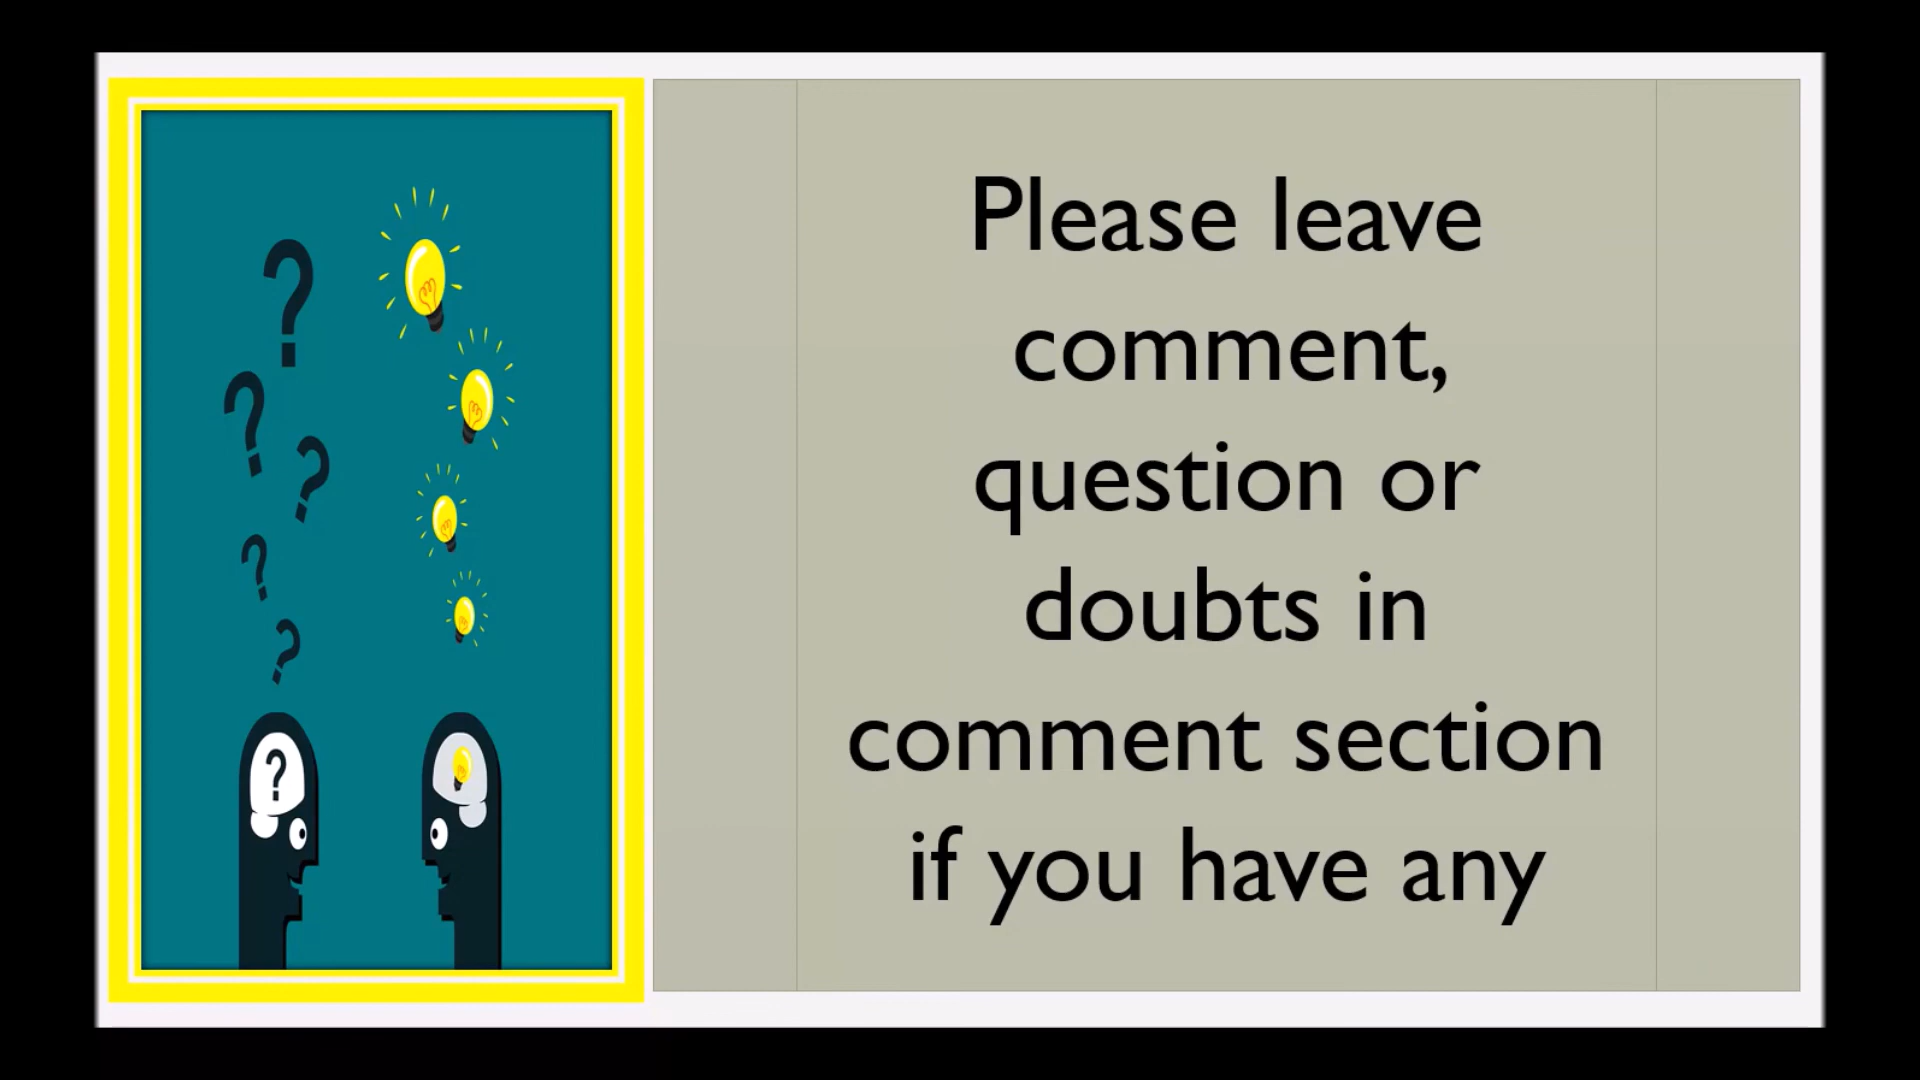 Please leave
comment,
question or
doubts in
comment section
if you have any